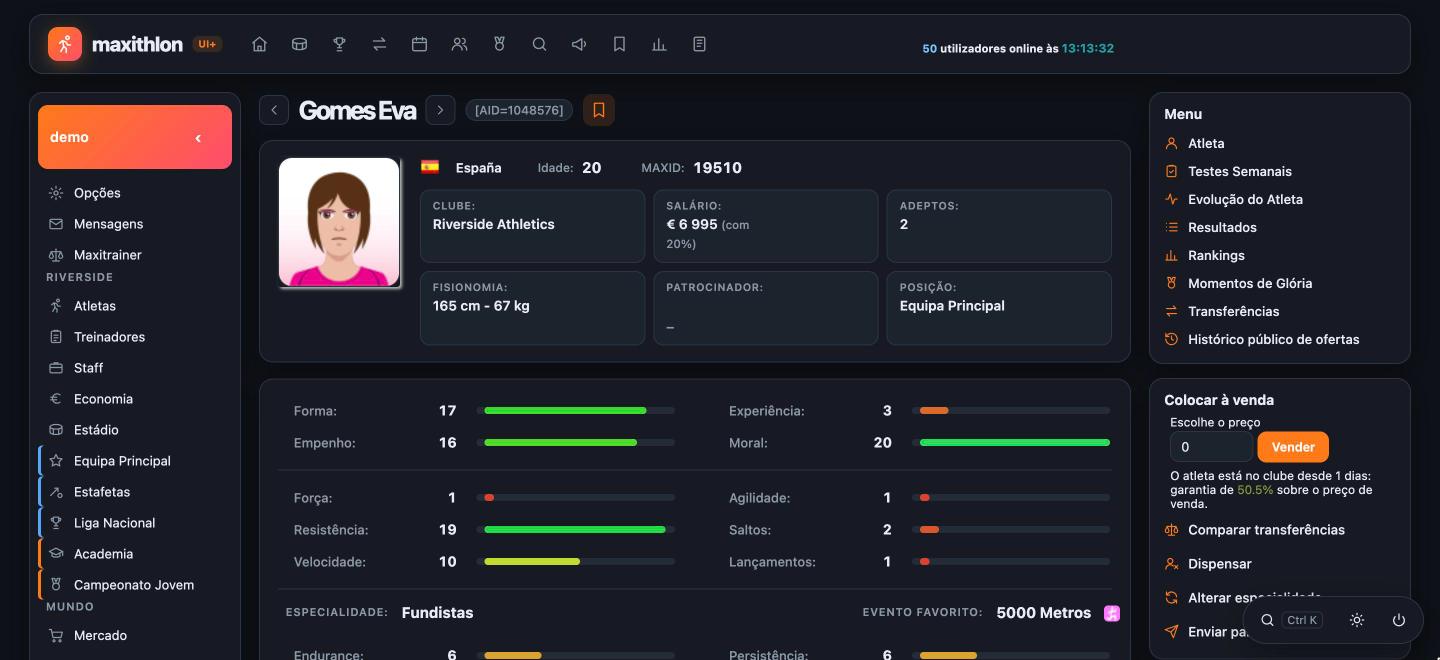 maxithlon UI+
50 utilizadores online às 13:13:32
demo
Opções
Mensagens
Maxitrainer
RIVERSIDE
Atletas
Treinadores
Staff
Economia
Estádio
Equipa Principal
Estafetas
Liga Nacional
Academia
Campeonato Jovem
MUNDO
Mercado
Gomes Eva [AID=1048576]
España Idade: 20 MAXID: 19510
CLUBE:
Riverside Athletics
SALÁRIO:
€ 6 995 (com
20%)
ADEPTOS:
2
FISIONOMIA:
165 cm - 67 kg
PATROCINADOR:
–
POSIÇÃO:
Equipa Principal
Forma: 17 Experiência: 3
Empenho: 16 Moral: 20
Força: 1 Agilidade: 1
Resistência: 19 Saltos: 2
Velocidade: 10 Lançamentos: 1
ESPECIALIDADE: Fundistas EVENTO FAVORITO: 5000 Metros
Endurance: 6 Persistência: 6
Menu
Atleta
Testes Semanais
Evolução do Atleta
Resultados
Rankings
Momentos de Glória
Transferências
Histórico público de ofertas
Colocar à venda
Escolhe o preço
0 Vender
O atleta está no clube desde 1 dias:
garantia de 50.5% sobre o preço de
venda.
Comparar transferências
Dispensar
Alterar especialidade
Enviar
Ctrl K